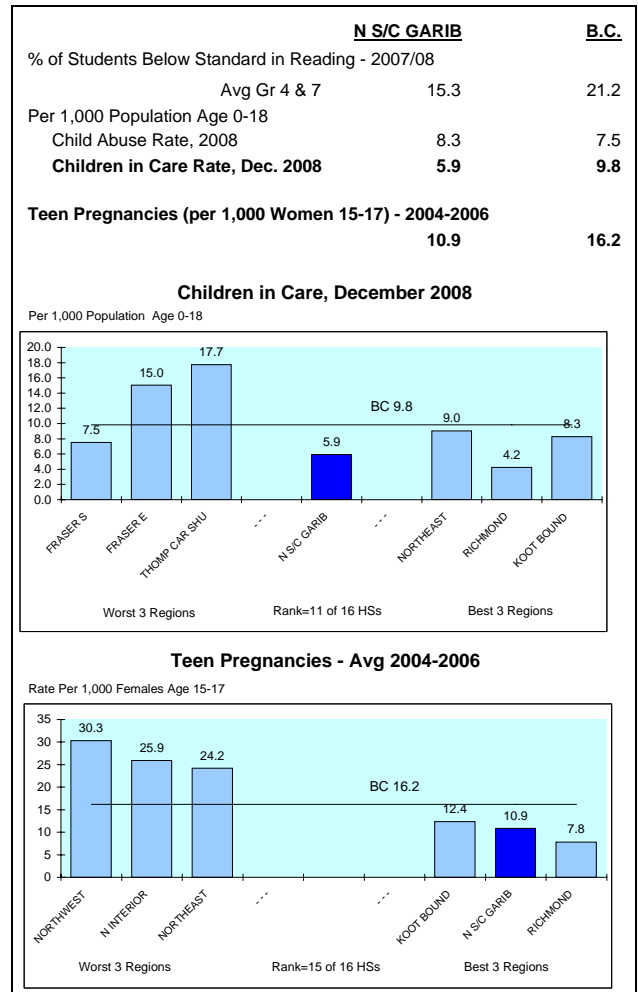 N S/C GARIB B.C.
% of Students Below Standard in Reading - 2007/08
Avg Gr 4 & 7 15.3 21.2
Per 1,000 Population Age 0-18
Child Abuse Rate, 2008 8.3 7.5
Children in Care Rate, Dec. 2008 5.9 9.8
Teen Pregnancies (per 1,000 Women 15-17) - 2004-2006
10.9 16.2
Children in Care, December 2008
Per 1,000 Population Age 0-18
20.0
18.0
16.0
14.0
12.0
10.0
8.0
6.0
4.0
2.0
0.0
7.5
15.0
17.7
5.9
BC 9.8
9.0
4.2
8.3
FRASER S
FRASER E
THOMP CAR SHU
- - -
N S/C GARIB
- - -
NORTHEAST
RICHMOND
KOOT BOUND
Worst 3 Regions Rank=11 of 16 HSs Best 3 Regions
Teen Pregnancies - Avg 2004-2006
Rate Per 1,000 Females Age 15-17
35
30
25
20
15
10
5
0
30.3
25.9
24.2
BC 16.2
12.4
10.9
7.8
NORTHWEST
N INTERIOR
NORTHEAST
- - -
- - -
KOOT BOUND
N S/C GARIB
RICHMOND
Worst 3 Regions Rank=15 of 16 HSs Best 3 Regions